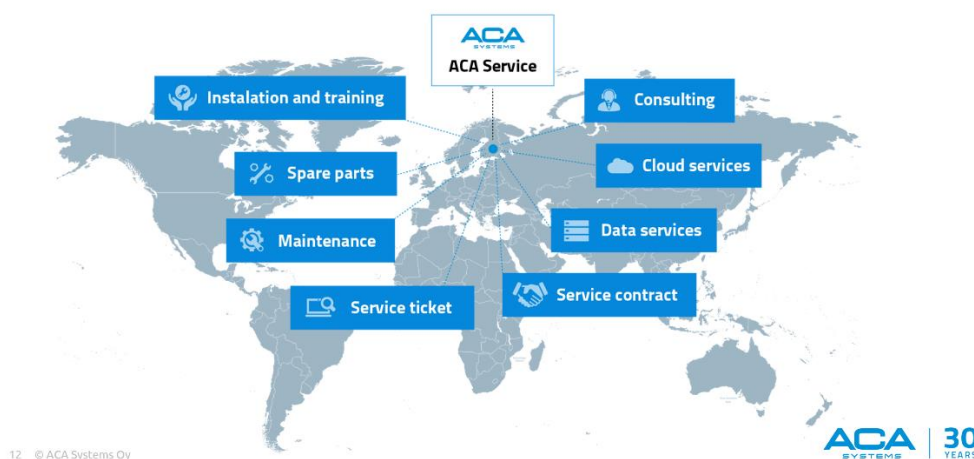 ACA
SYSTEMS
ACA Service
Instalation and training
Consulting
Spare parts
Cloud services
Maintenance
Data services
Service ticket
Service contract
12 © ACA Systems Oy
ACA
SYSTEMS
30
YEARS